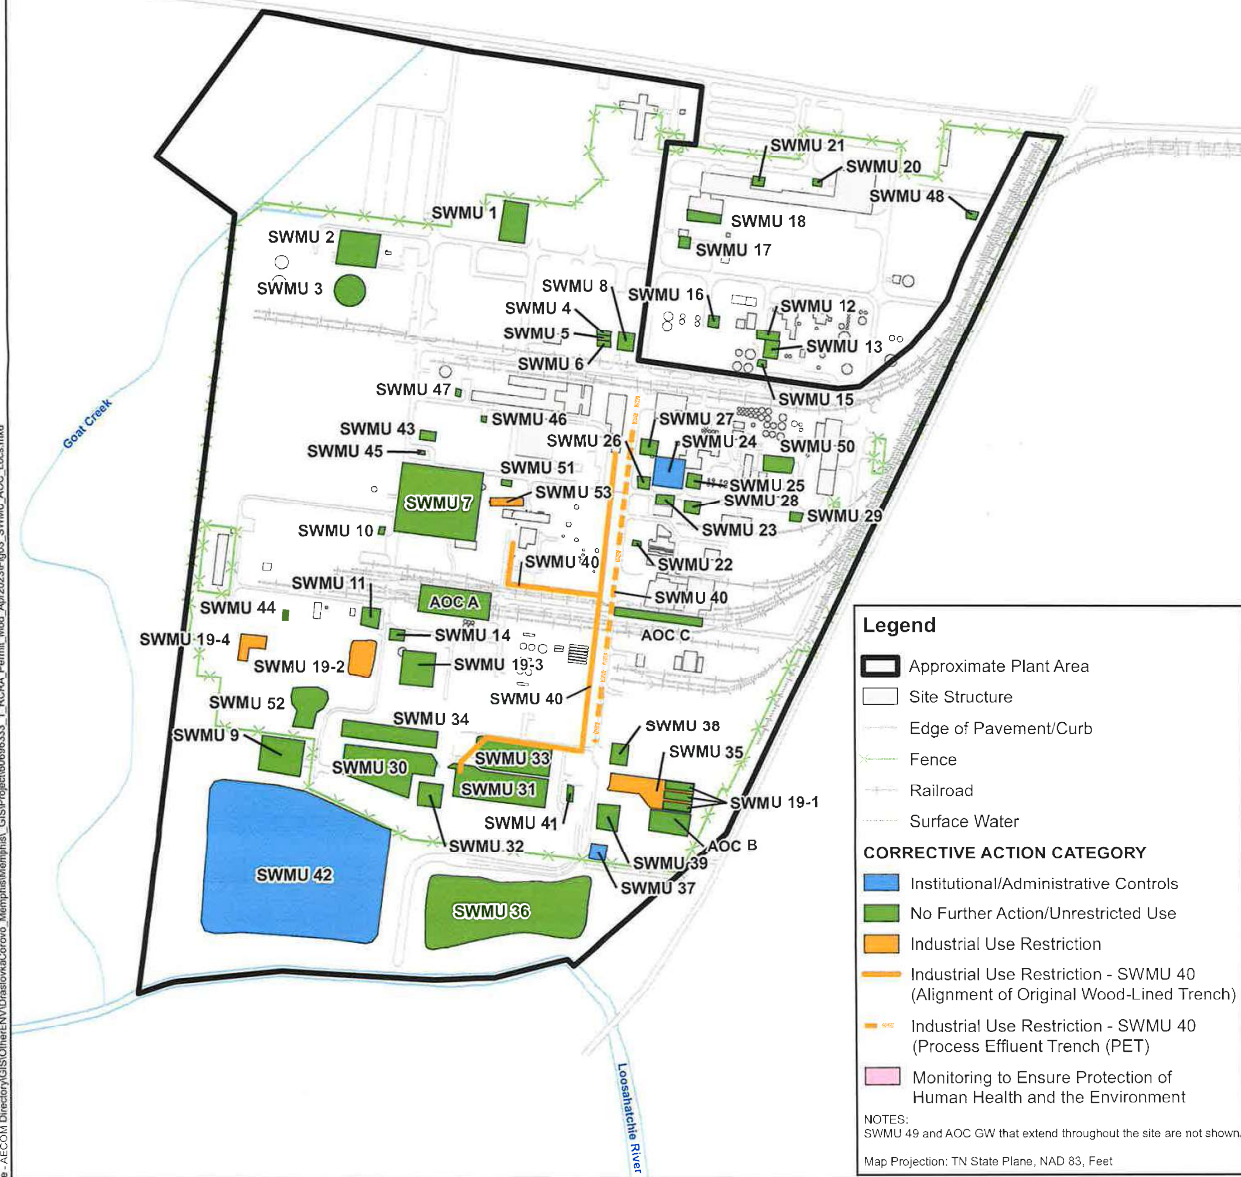 SWMU 21
SWMU 20
SWMU 48
SWMU 1
SWMU 18
SWMU 2
SWMU 17
SWMU 3
SWMU 8
SWMU 16
SWMU 4
SWMU 12
SWMU 5
SWMU 13
SWMU 6
SWMU 47
SWMU 15
Goat Creek
SWMU 46
SWMU 27
SWMU 43
SWMU 26
SWMU 24
SWMU 50
SWMU 45
SWMU 51
SWMU 25
SWMU 53
SWMU 28
SWMU 7
SWMU 29
SWMU 10
SWMU 23
SWMU 40
SWMU 22
SWMU 11
SWMU 40
AOC A
SWMU 44
AOC C
SWMU 19-4
SWMU 14
SWMU 19-2
SWMU 19-3
SWMU 40
SWMU 52
SWMU 34
SWMU 38
SWMU 9
SWMU 35
SWMU 33
SWMU 30
SWMU 31
SWMU 19-1
SWMU 41
SWMU 32
AOC B
SWMU 39
SWMU 42
SWMU 37
SWMU 36
Loosahatchie River
Legend
Approximate Plant Area
Site Structure
Edge of Pavement/Curb
Fence
Railroad
Surface Water
CORRECTIVE ACTION CATEGORY
Institutional/Administrative Controls
No Further Action/Unrestricted Use
Industrial Use Restriction
Industrial Use Restriction - SWMU 40
(Alignment of Original Wood-Lined Trench)
Industrial Use Restriction - SWMU 40
(Process Effluent Trench (PET)
Monitoring to Ensure Protection of
Human Health and the Environment
NOTES:
SWMU 49 and AOC GW that extend throughout the site are not shown.
Map Projection: TN State Plane, NAD 83, Feet